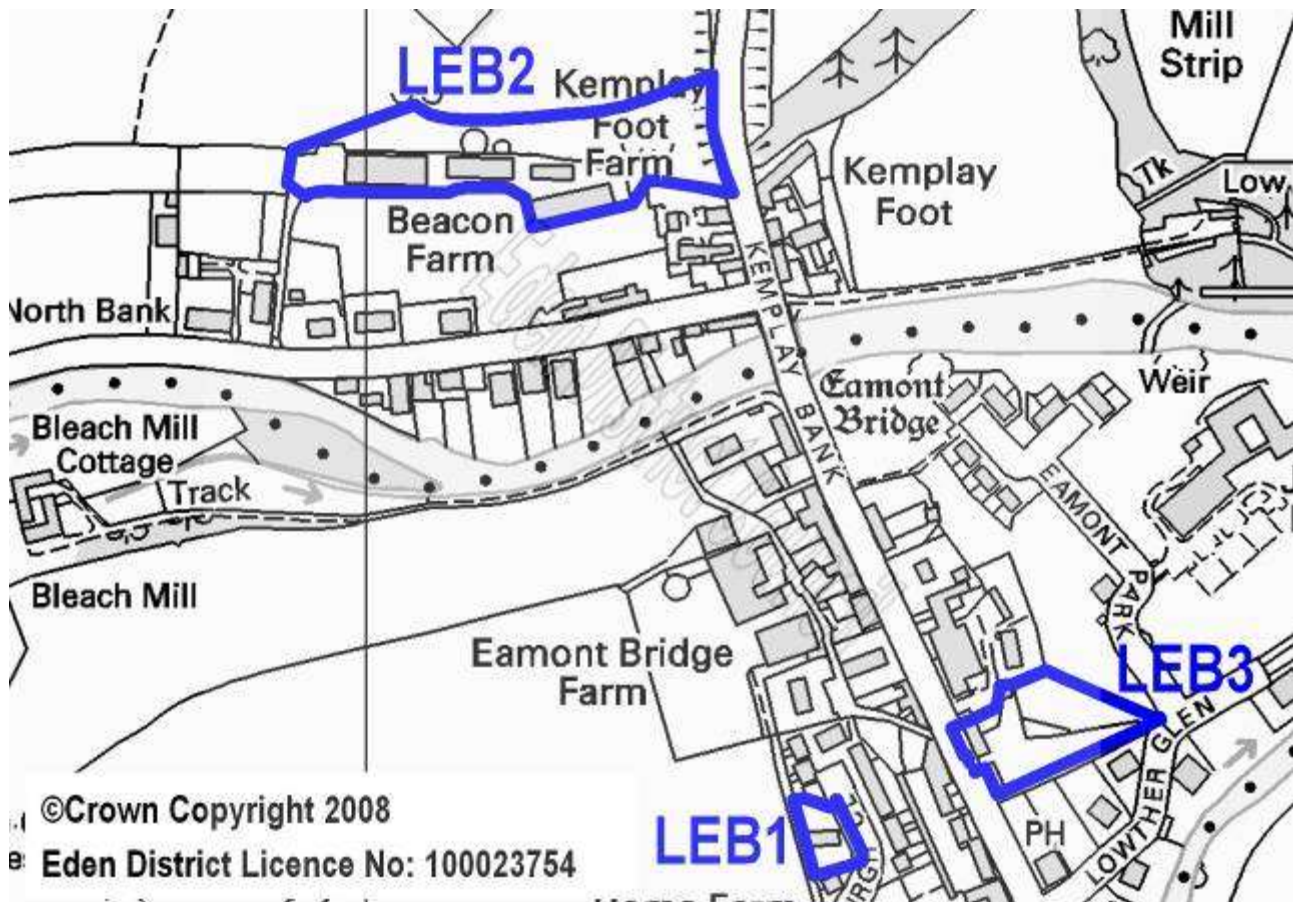 Mill
Strip
LEB2
Kemplay
Foot
Farm
Tk
Low
Kemplay
Foot
Beacon
Farm
KEMPLAY BANK
North Bank
Eamont
Bridge
Weir
Bleach Mill
Cottage
Track
EAMONT PARK
Bleach Mill
Eamont Bridge
Farm
LEB3
LOWTHER GLEN
©Crown Copyright 2008
Eden District Licence No: 100023754
LEB1
PH